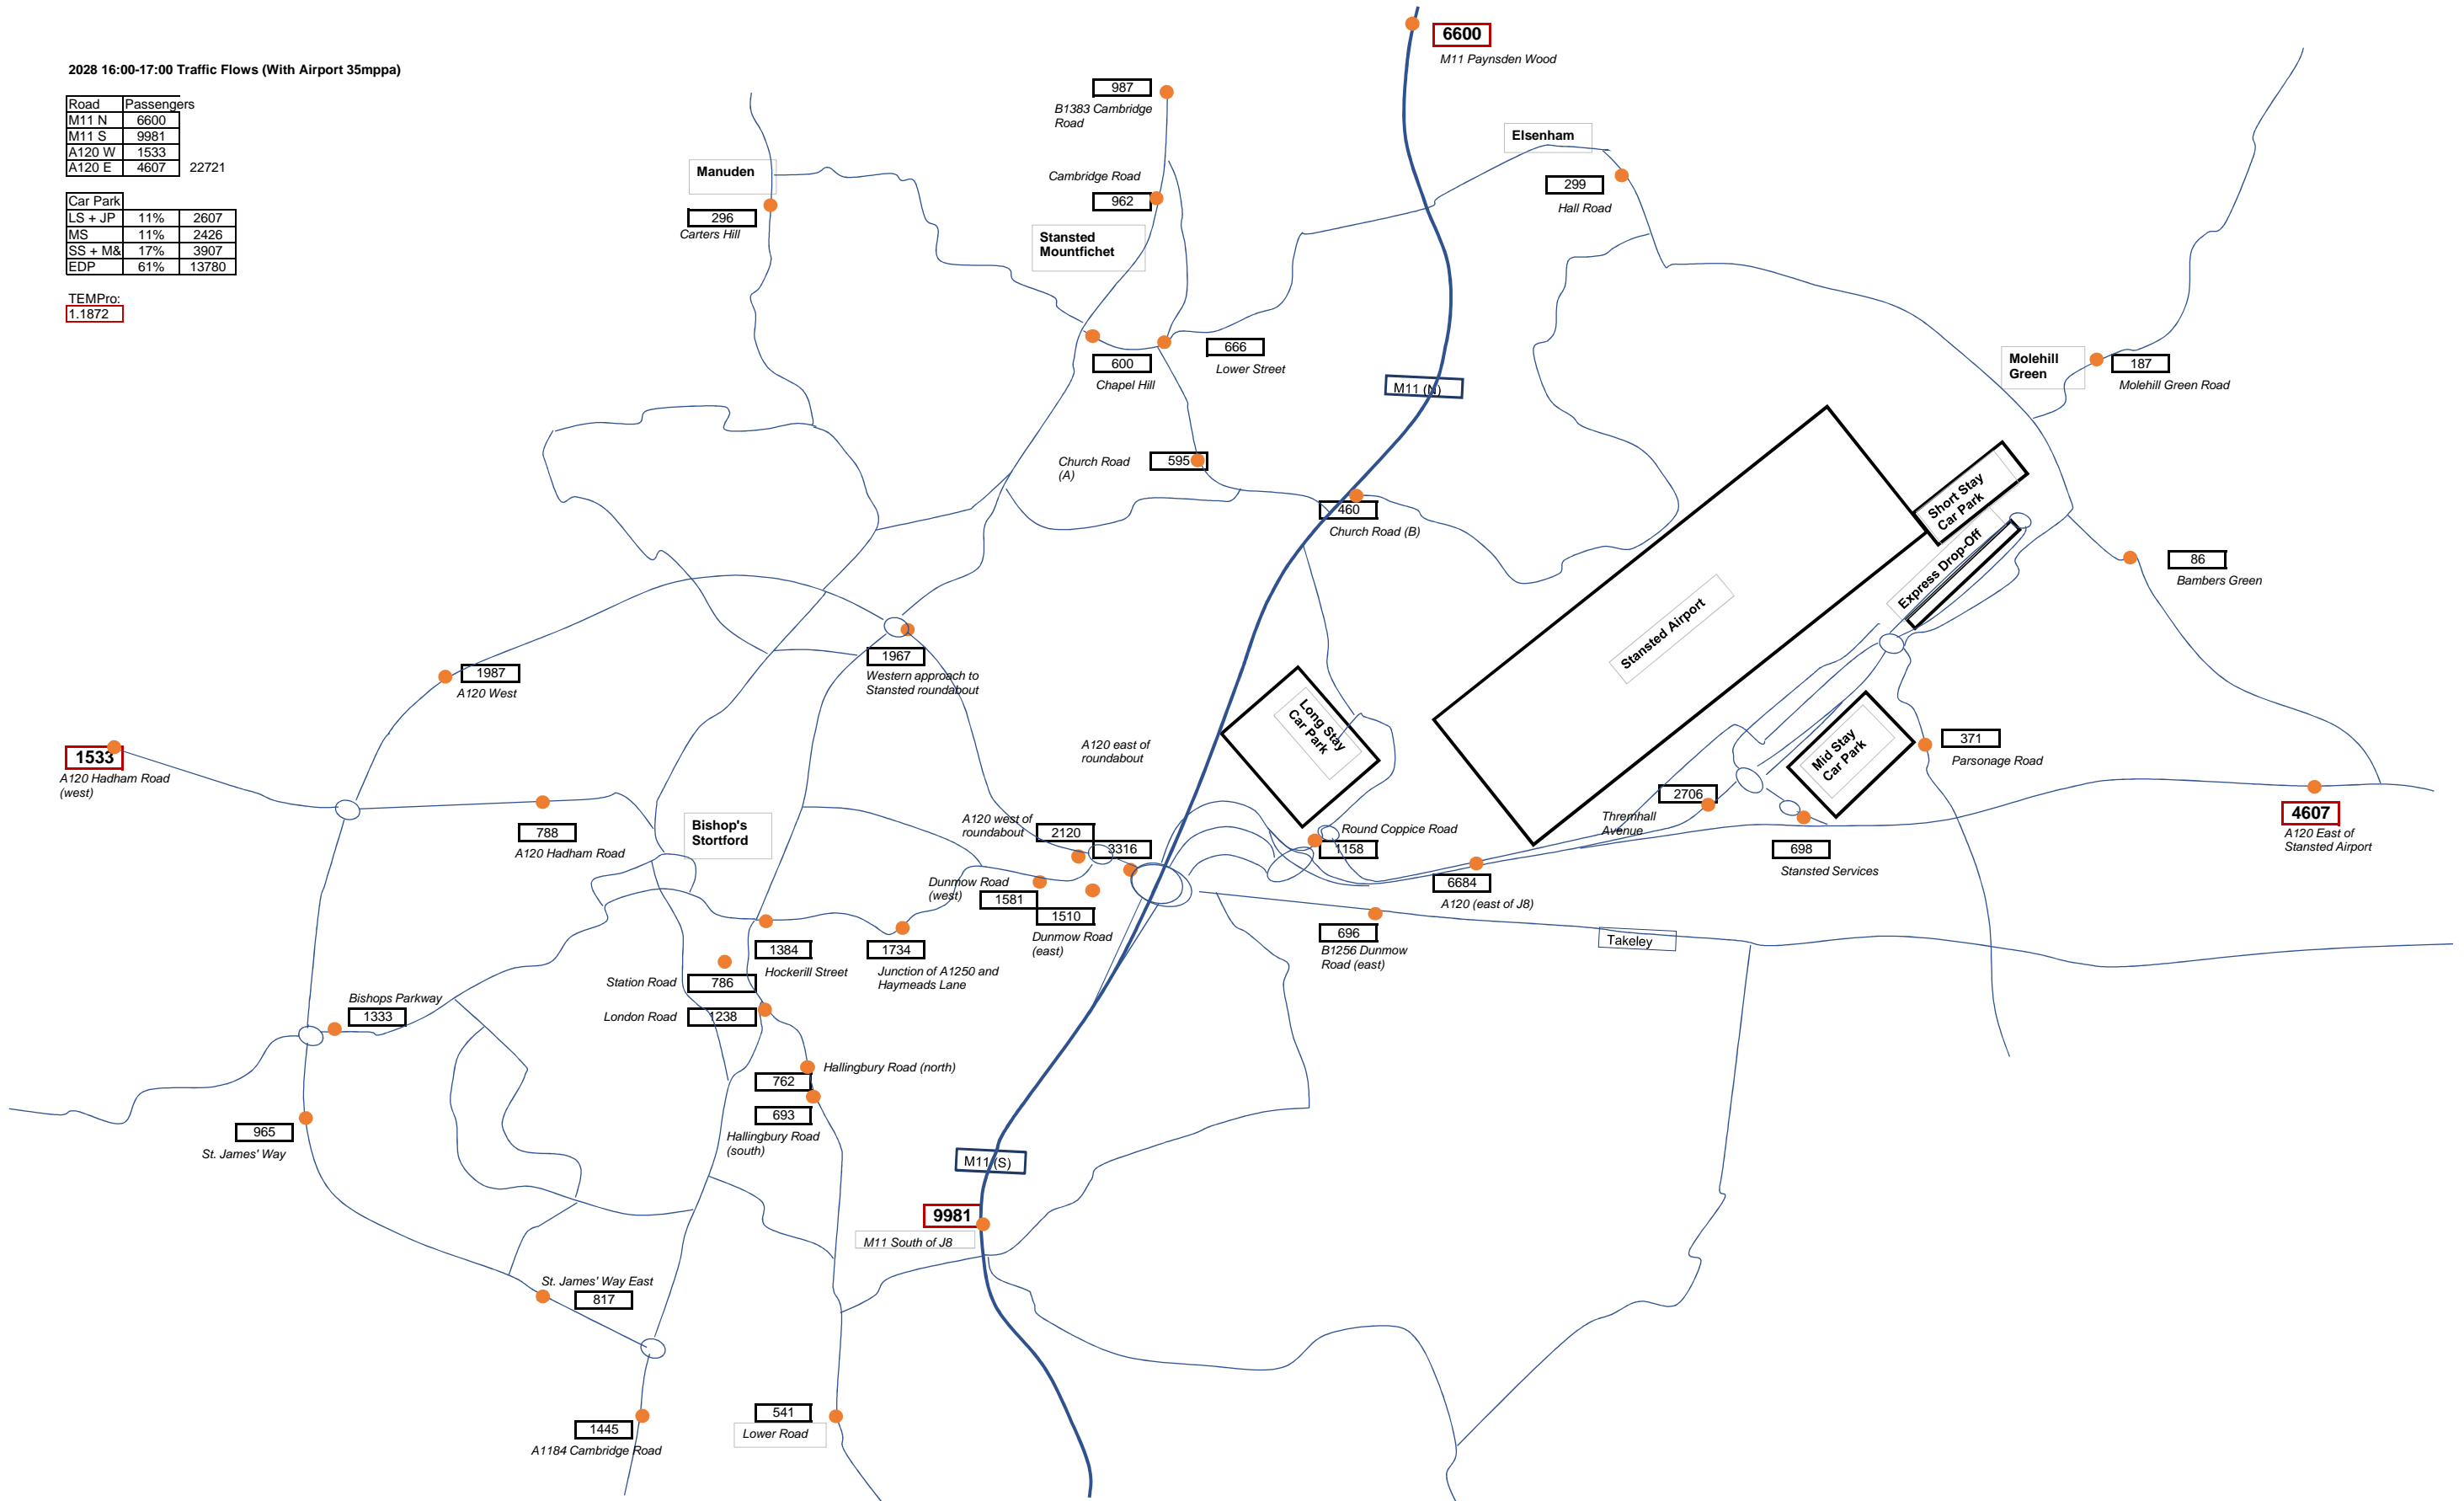 2028 16:00-17:00 Traffic Flows (With Airport 35mppa)
Road Passengers
M11 N 6600
M11 S 9981
A120 W 1533
A120 E 4607 22721
Car Park
LS + JP 11% 2607
MS 11% 2426
SS + M& 17% 3907
EDP 61% 13780
TEMPro:
1.1872
6600
M11 Paynsden Wood
987
B1383 Cambridge
Road
Elsenham
Manuden
Cambridge Road
962
299
Hall Road
296
Carters Hill
Stansted
Mountfichet
666
Lower Street
600
Chapel Hill
M11 (N)
Molehill
Green
187
Molehill Green Road
Church Road
(A)
595
460
Church Road (B)
Short Stay
Car Park
Express Drop-Off
86
Bambers Green
Stansted Airport
1967
Western approach to
Stansted roundabout
1987
A120 West
Long Stay
Car Park
Mid Stay
Car Park
371
Parsonage Road
1533
A120 Hadham Road
(west)
A120 east of
roundabout
2706
Thremhall
Avenue
4607
A120 East of
Stansted Airport
788
A120 Hadham Road
Bishop's
Stortford
A120 west of
roundabout
2120
3316
Round Coppice Road
1158
698
Stansted Services
Dunmow Road
(west)
1581
1510
Dunmow Road
(east)
6684
A120 (east of J8)
696
B1256 Dunmow
Road (east)
Takeley
1384
Hockerill Street
1734
Junction of A1250 and
Haymeads Lane
Station Road
786
London Road
1238
Bishops Parkway
1333
Hallingbury Road (north)
762
693
Hallingbury Road
(south)
965
St. James' Way
M11 (S)
9981
M11 South of J8
St. James' Way East
817
541
Lower Road
1445
A1184 Cambridge Road